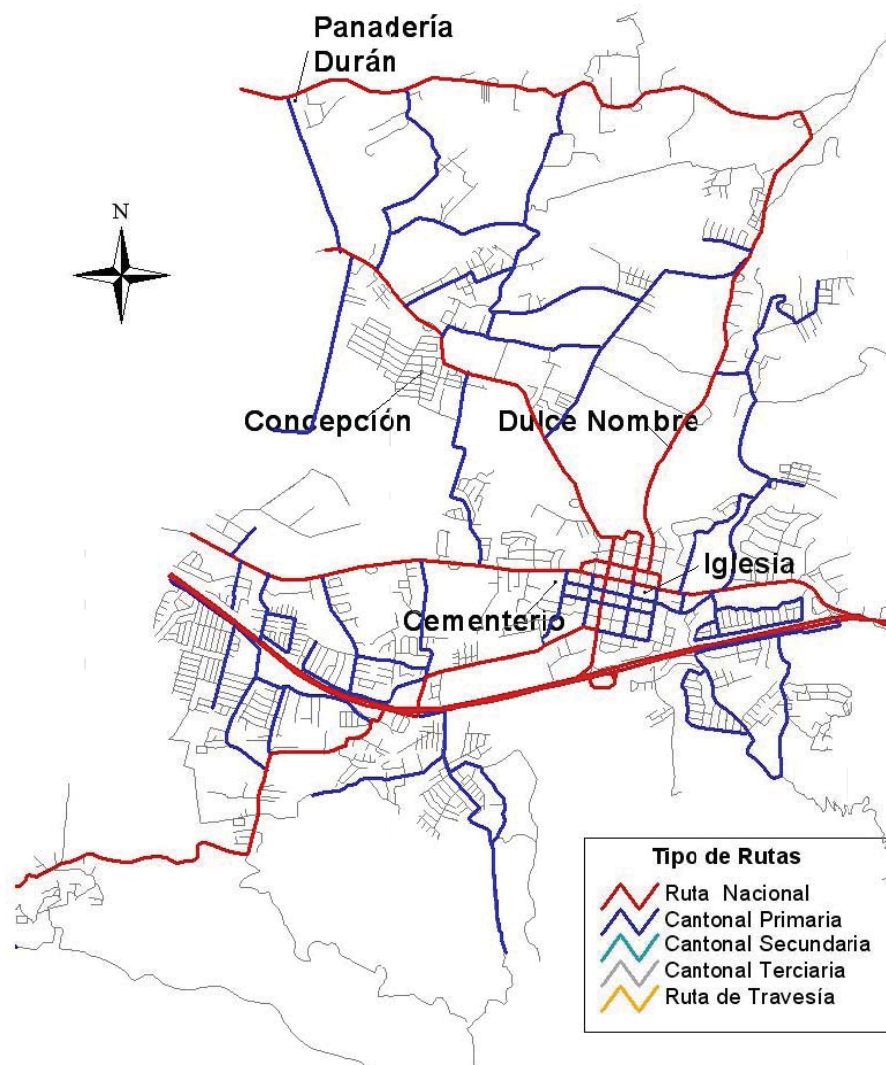 Panadería
Durán
N
Concepción
Dulce Nombre
Iglesia
Cementerio
Tipo de Rutas
Ruta Nacional
Cantonal Primaria
Cantonal Secundaria
Cantonal Terciaria
Ruta de Travesía